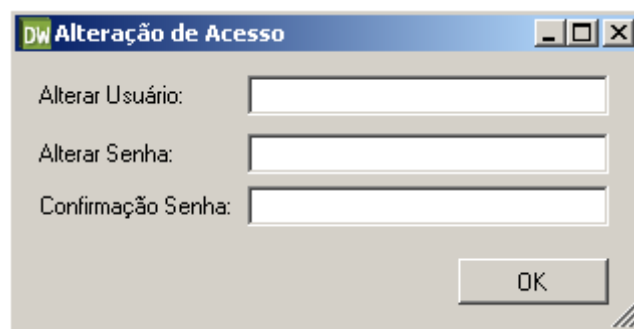 DW Alteração de Acesso
Alterar Usuário:
Alterar Senha:
Confirmação Senha:
OK